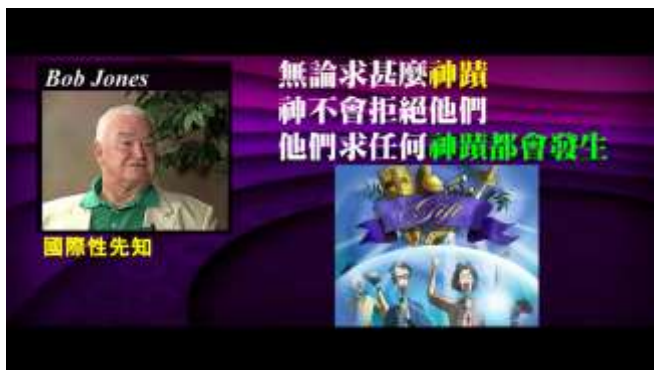 Bob Jones
國際性先知
無論求甚麼神蹟
神不會拒絕他們
他們求任何神蹟都會發生
Gift